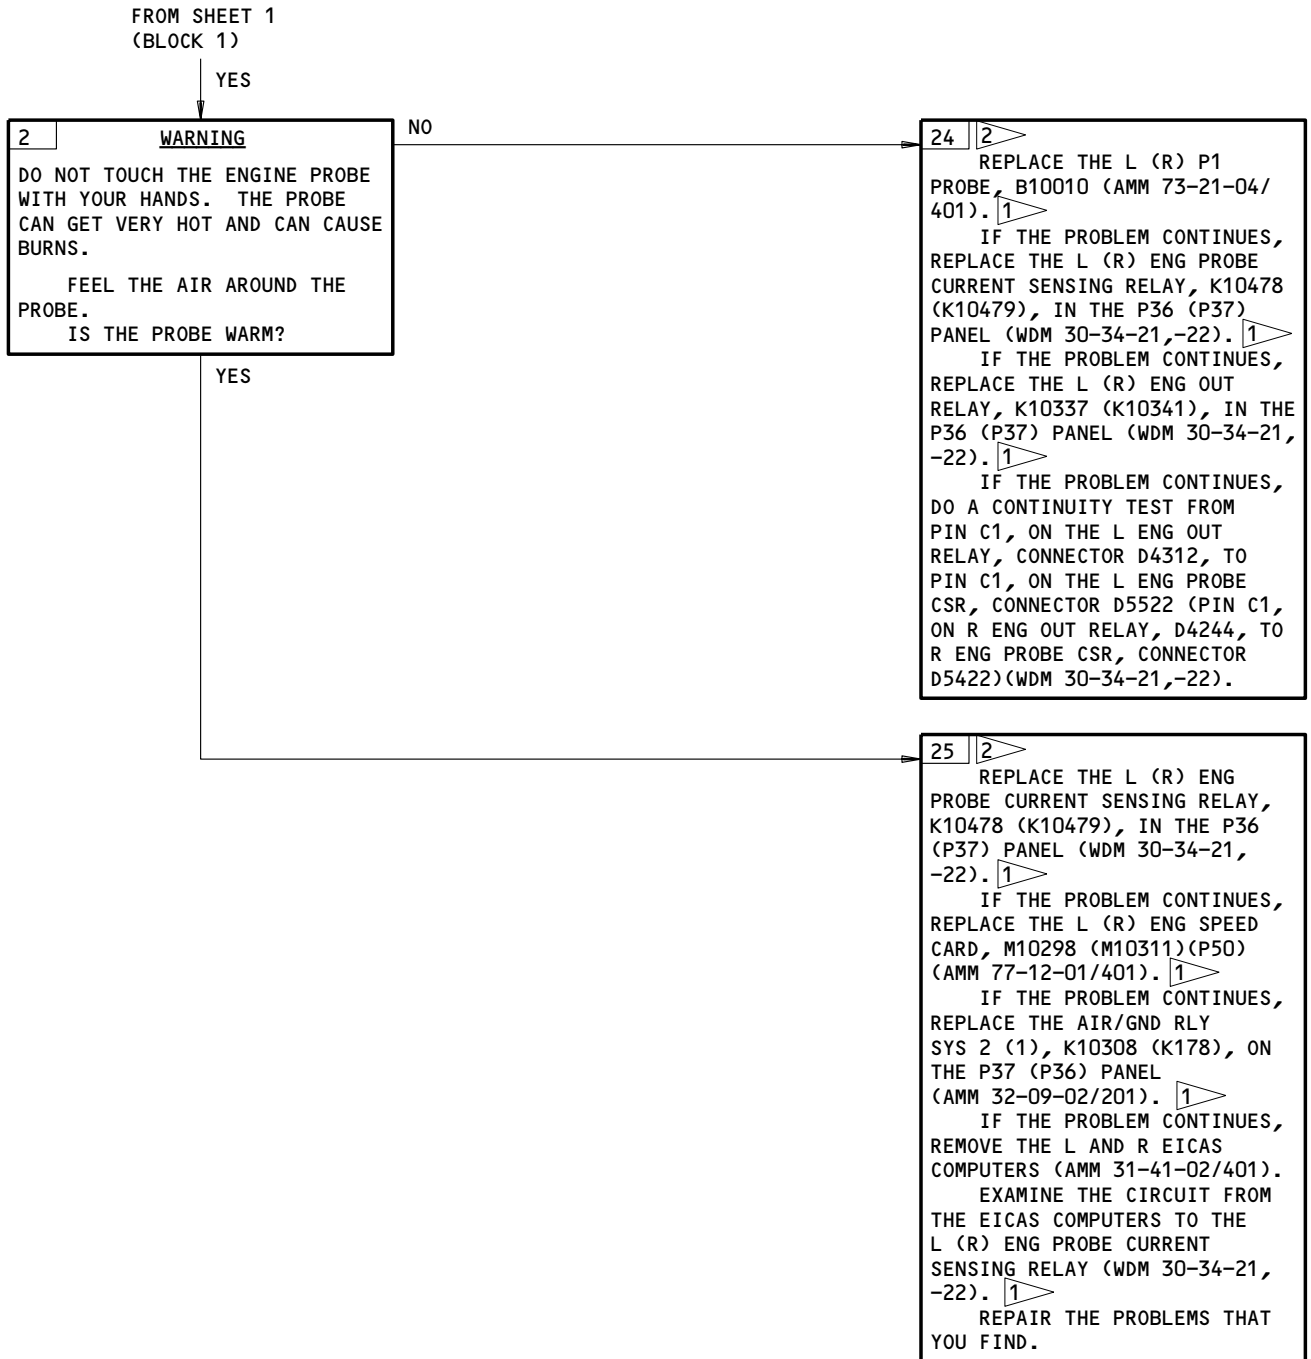 FROM SHEET 1
(BLOCK 1)
YES
2 WARNING
DO NOT TOUCH THE ENGINE PROBE
WITH YOUR HANDS. THE PROBE
CAN GET VERY HOT AND CAN CAUSE
BURNS.
FEEL THE AIR AROUND THE
PROBE.
IS THE PROBE WARM?
NO
YES
24 2
REPLACE THE L (R) P1
PROBE, B10010 (AMM 73-21-04/
401). 1
IF THE PROBLEM CONTINUES,
REPLACE THE L (R) ENG PROBE
CURRENT SENSING RELAY, K10478
(K10479), IN THE P36 (P37)
PANEL (WDM 30-34-21,-22). 1
IF THE PROBLEM CONTINUES,
REPLACE THE L (R) ENG OUT
RELAY, K10337 (K10341), IN THE
P36 (P37) PANEL (WDM 30-34-21,
-22). 1
IF THE PROBLEM CONTINUES,
DO A CONTINUITY TEST FROM
PIN C1, ON THE L ENG OUT
RELAY, CONNECTOR D4312, TO
PIN C1, ON THE L ENG PROBE
CSR, CONNECTOR D5522 (PIN C1,
ON R ENG OUT RELAY, D4244, TO
R ENG PROBE CSR, CONNECTOR
D5422)(WDM 30-34-21,-22).
25 2
REPLACE THE L (R) ENG
PROBE CURRENT SENSING RELAY,
K10478 (K10479), IN THE P36
(P37) PANEL (WDM 30-34-21,
-22). 1
IF THE PROBLEM CONTINUES,
REPLACE THE L (R) ENG SPEED
CARD, M10298 (M10311)(P50)
(AMM 77-12-01/401). 1
IF THE PROBLEM CONTINUES,
REPLACE THE AIR/GND RLY
SYS 2 (1), K10308 (K178), ON
THE P37 (P36) PANEL
(AMM 32-09-02/201). 1
IF THE PROBLEM CONTINUES,
REMOVE THE L AND R EICAS
COMPUTERS (AMM 31-41-02/401).
EXAMINE THE CIRCUIT FROM
THE EICAS COMPUTERS TO THE
L (R) ENG PROBE CURRENT
SENSING RELAY (WDM 30-34-21,
-22). 1
REPAIR THE PROBLEMS THAT
YOU FIND.